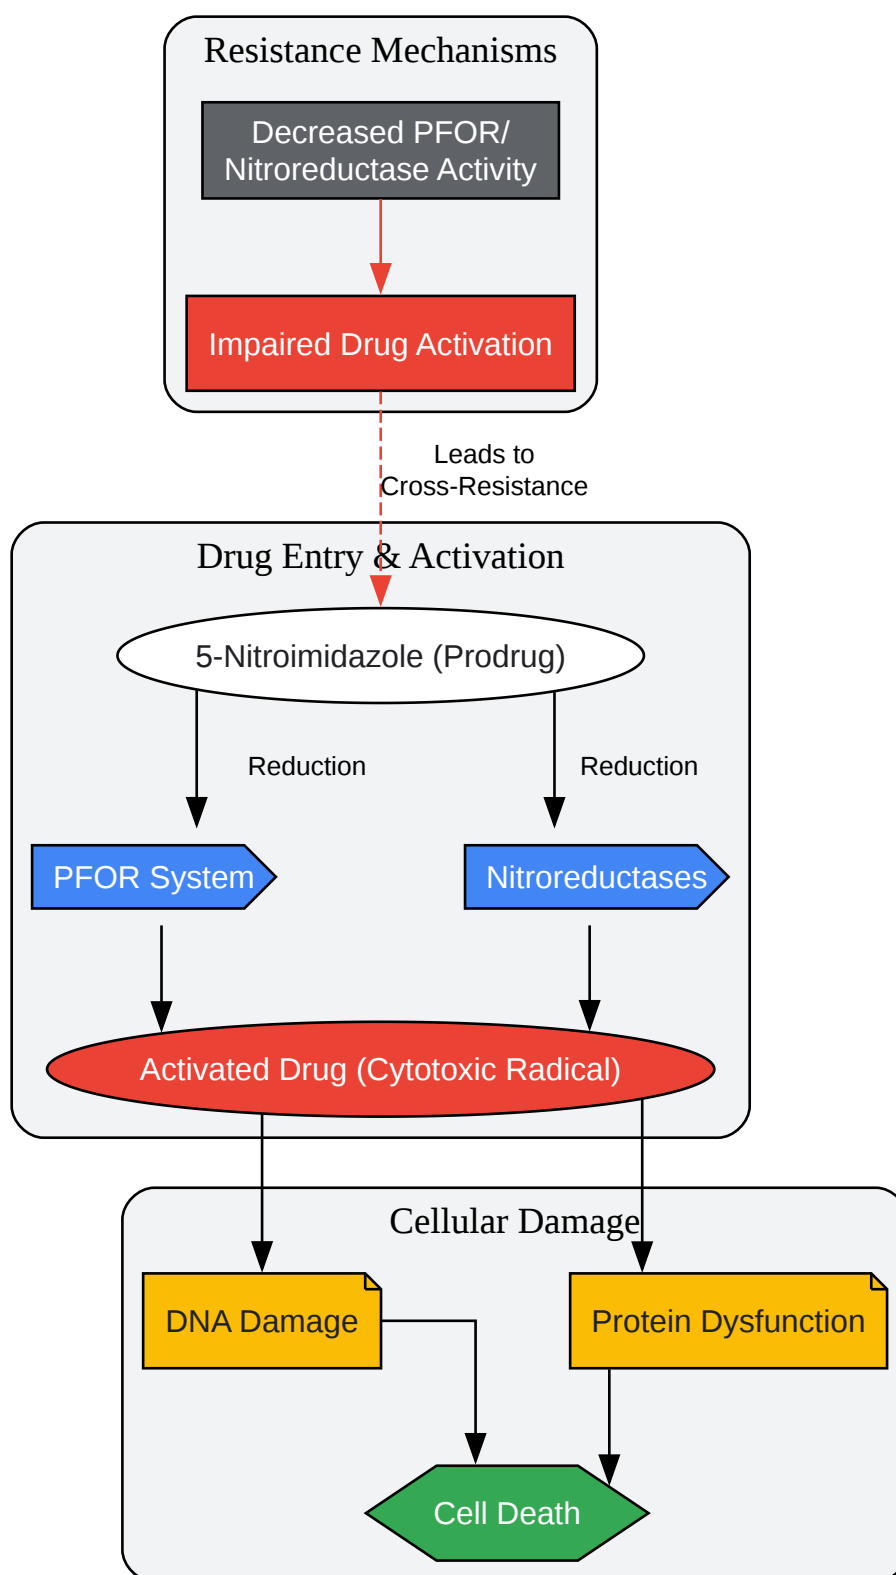 Resistance Mechanisms
Decreased PFOR/
Nitroreductase Activity
Impaired Drug Activation
Leads to
Cross-Resistance
Drug Entry & Activation
5-Nitroimidazole (Prodrug)
Reduction
Reduction
PFOR System
Nitroreductases
Activated Drug (Cytotoxic Radical)
Cellular Damage
DNA Damage
Protein Dysfunction
Cell Death